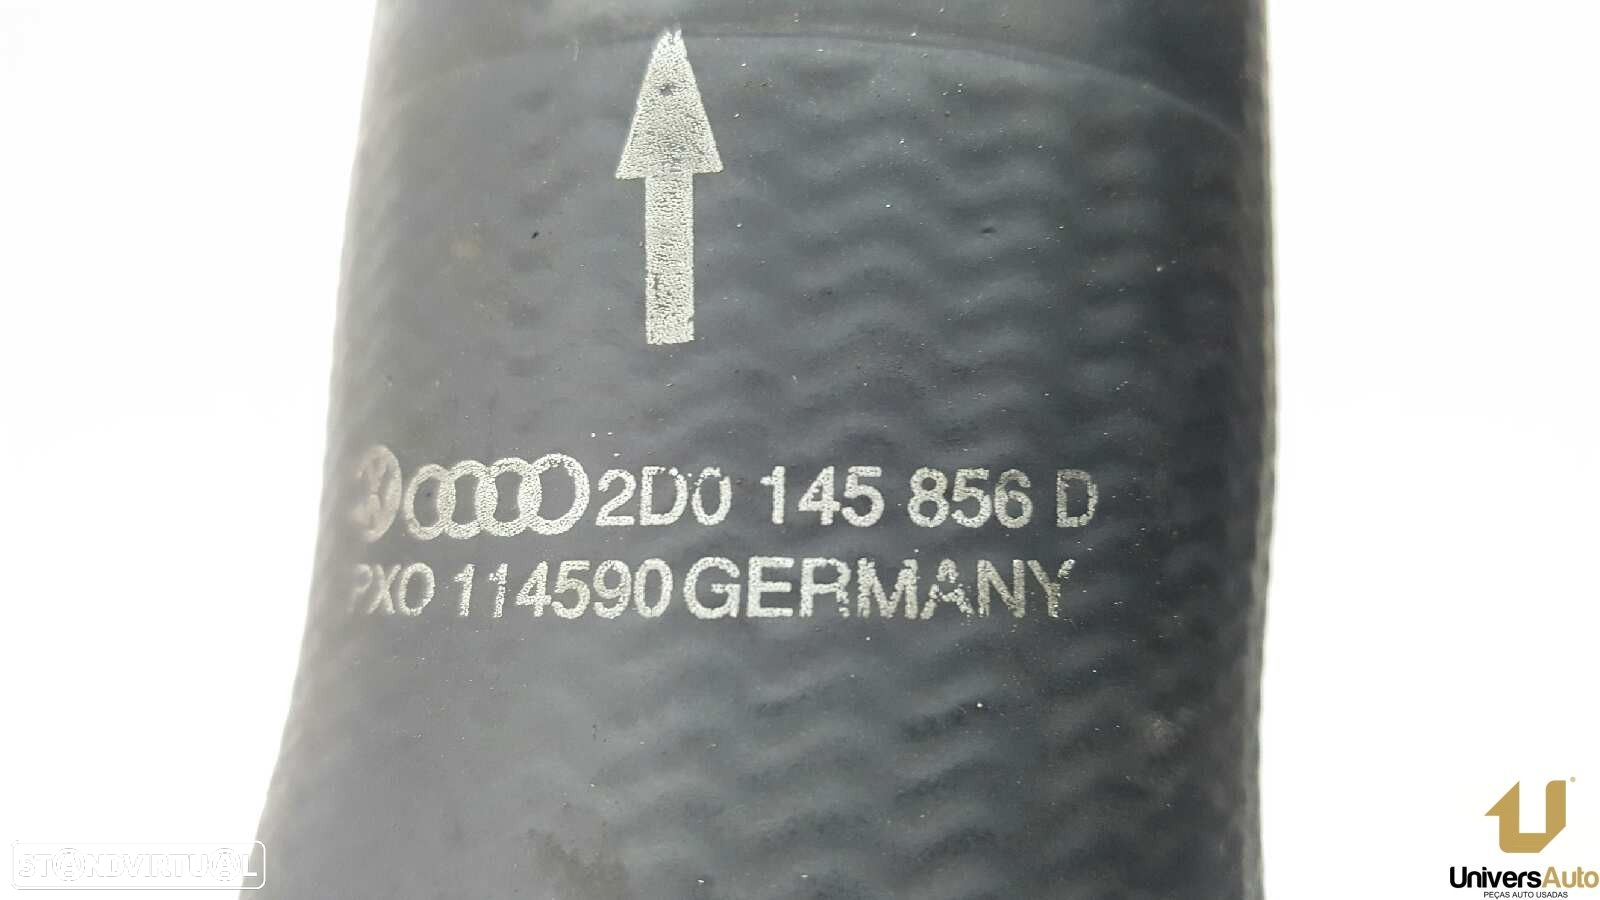 2D0 145 856 D
PXO 114590 GERMANY
STANDVIRTUAL
UniversAuto
PEÇAS AUTO USADAS